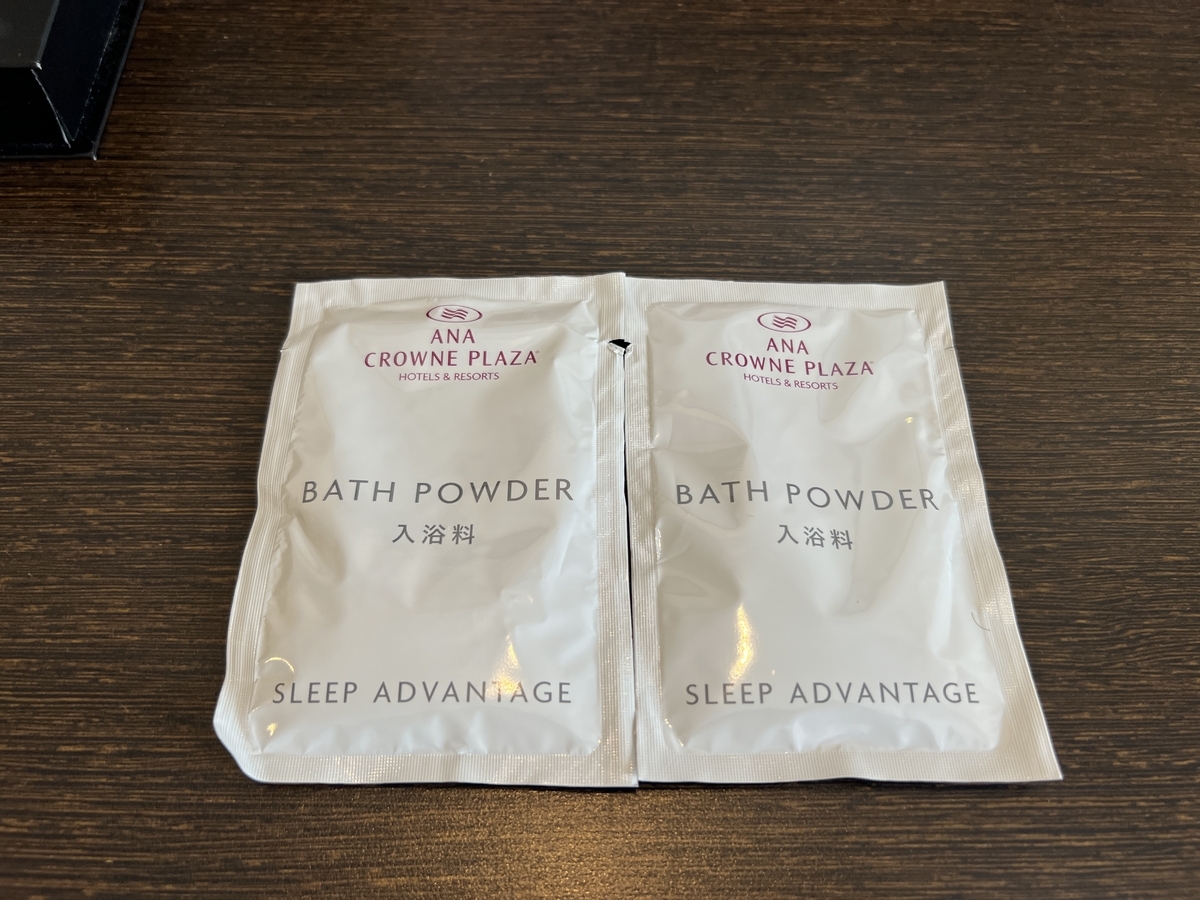 ANA
CROWNE PLAZA
HOTELS & RESORTS
BATH POWDER
入浴料
SLEEP ADVANTAGE
ANA
CROWNE PLAZA
HOTELS & RESORTS
BATH POWDER
入浴料
SLEEP ADVANTAGE